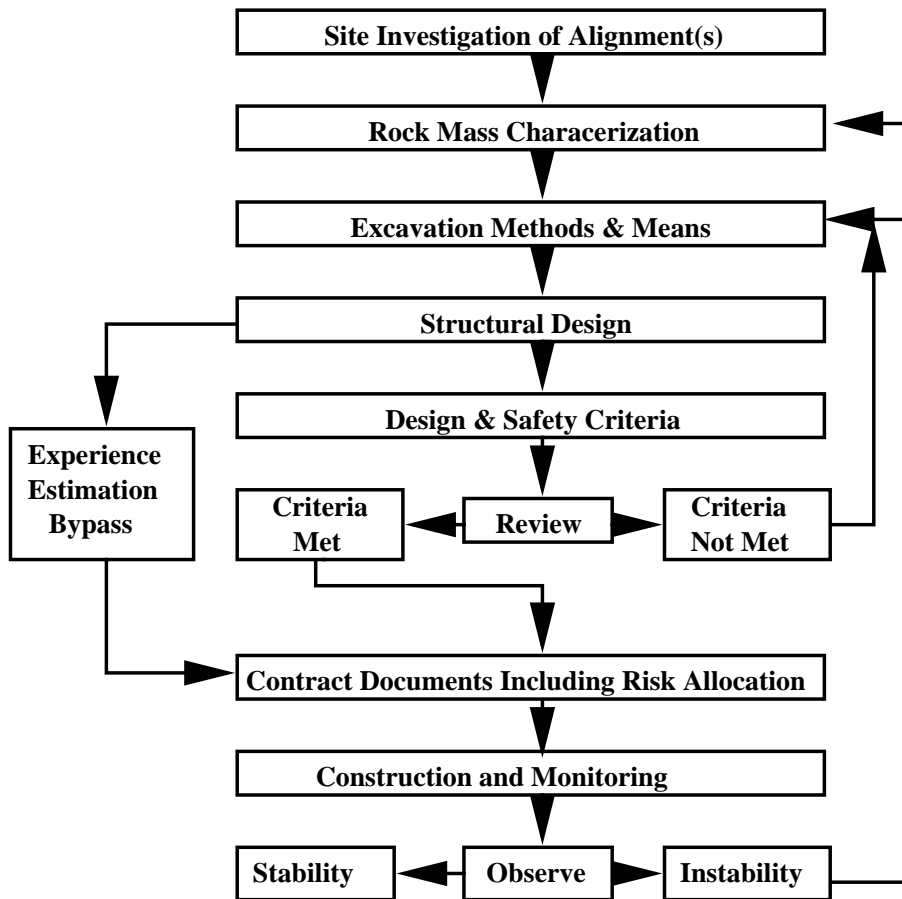 Site Investigation of Alignment(s)
Rock Mass Characerization
Excavation Methods & Means
Structural Design
Design & Safety Criteria
Experience
Estimation
Bypass
Criteria
Met
Review
Criteria
Not Met
Contract Documents Including Risk Allocation
Construction and Monitoring
Stability
Observe
Instability